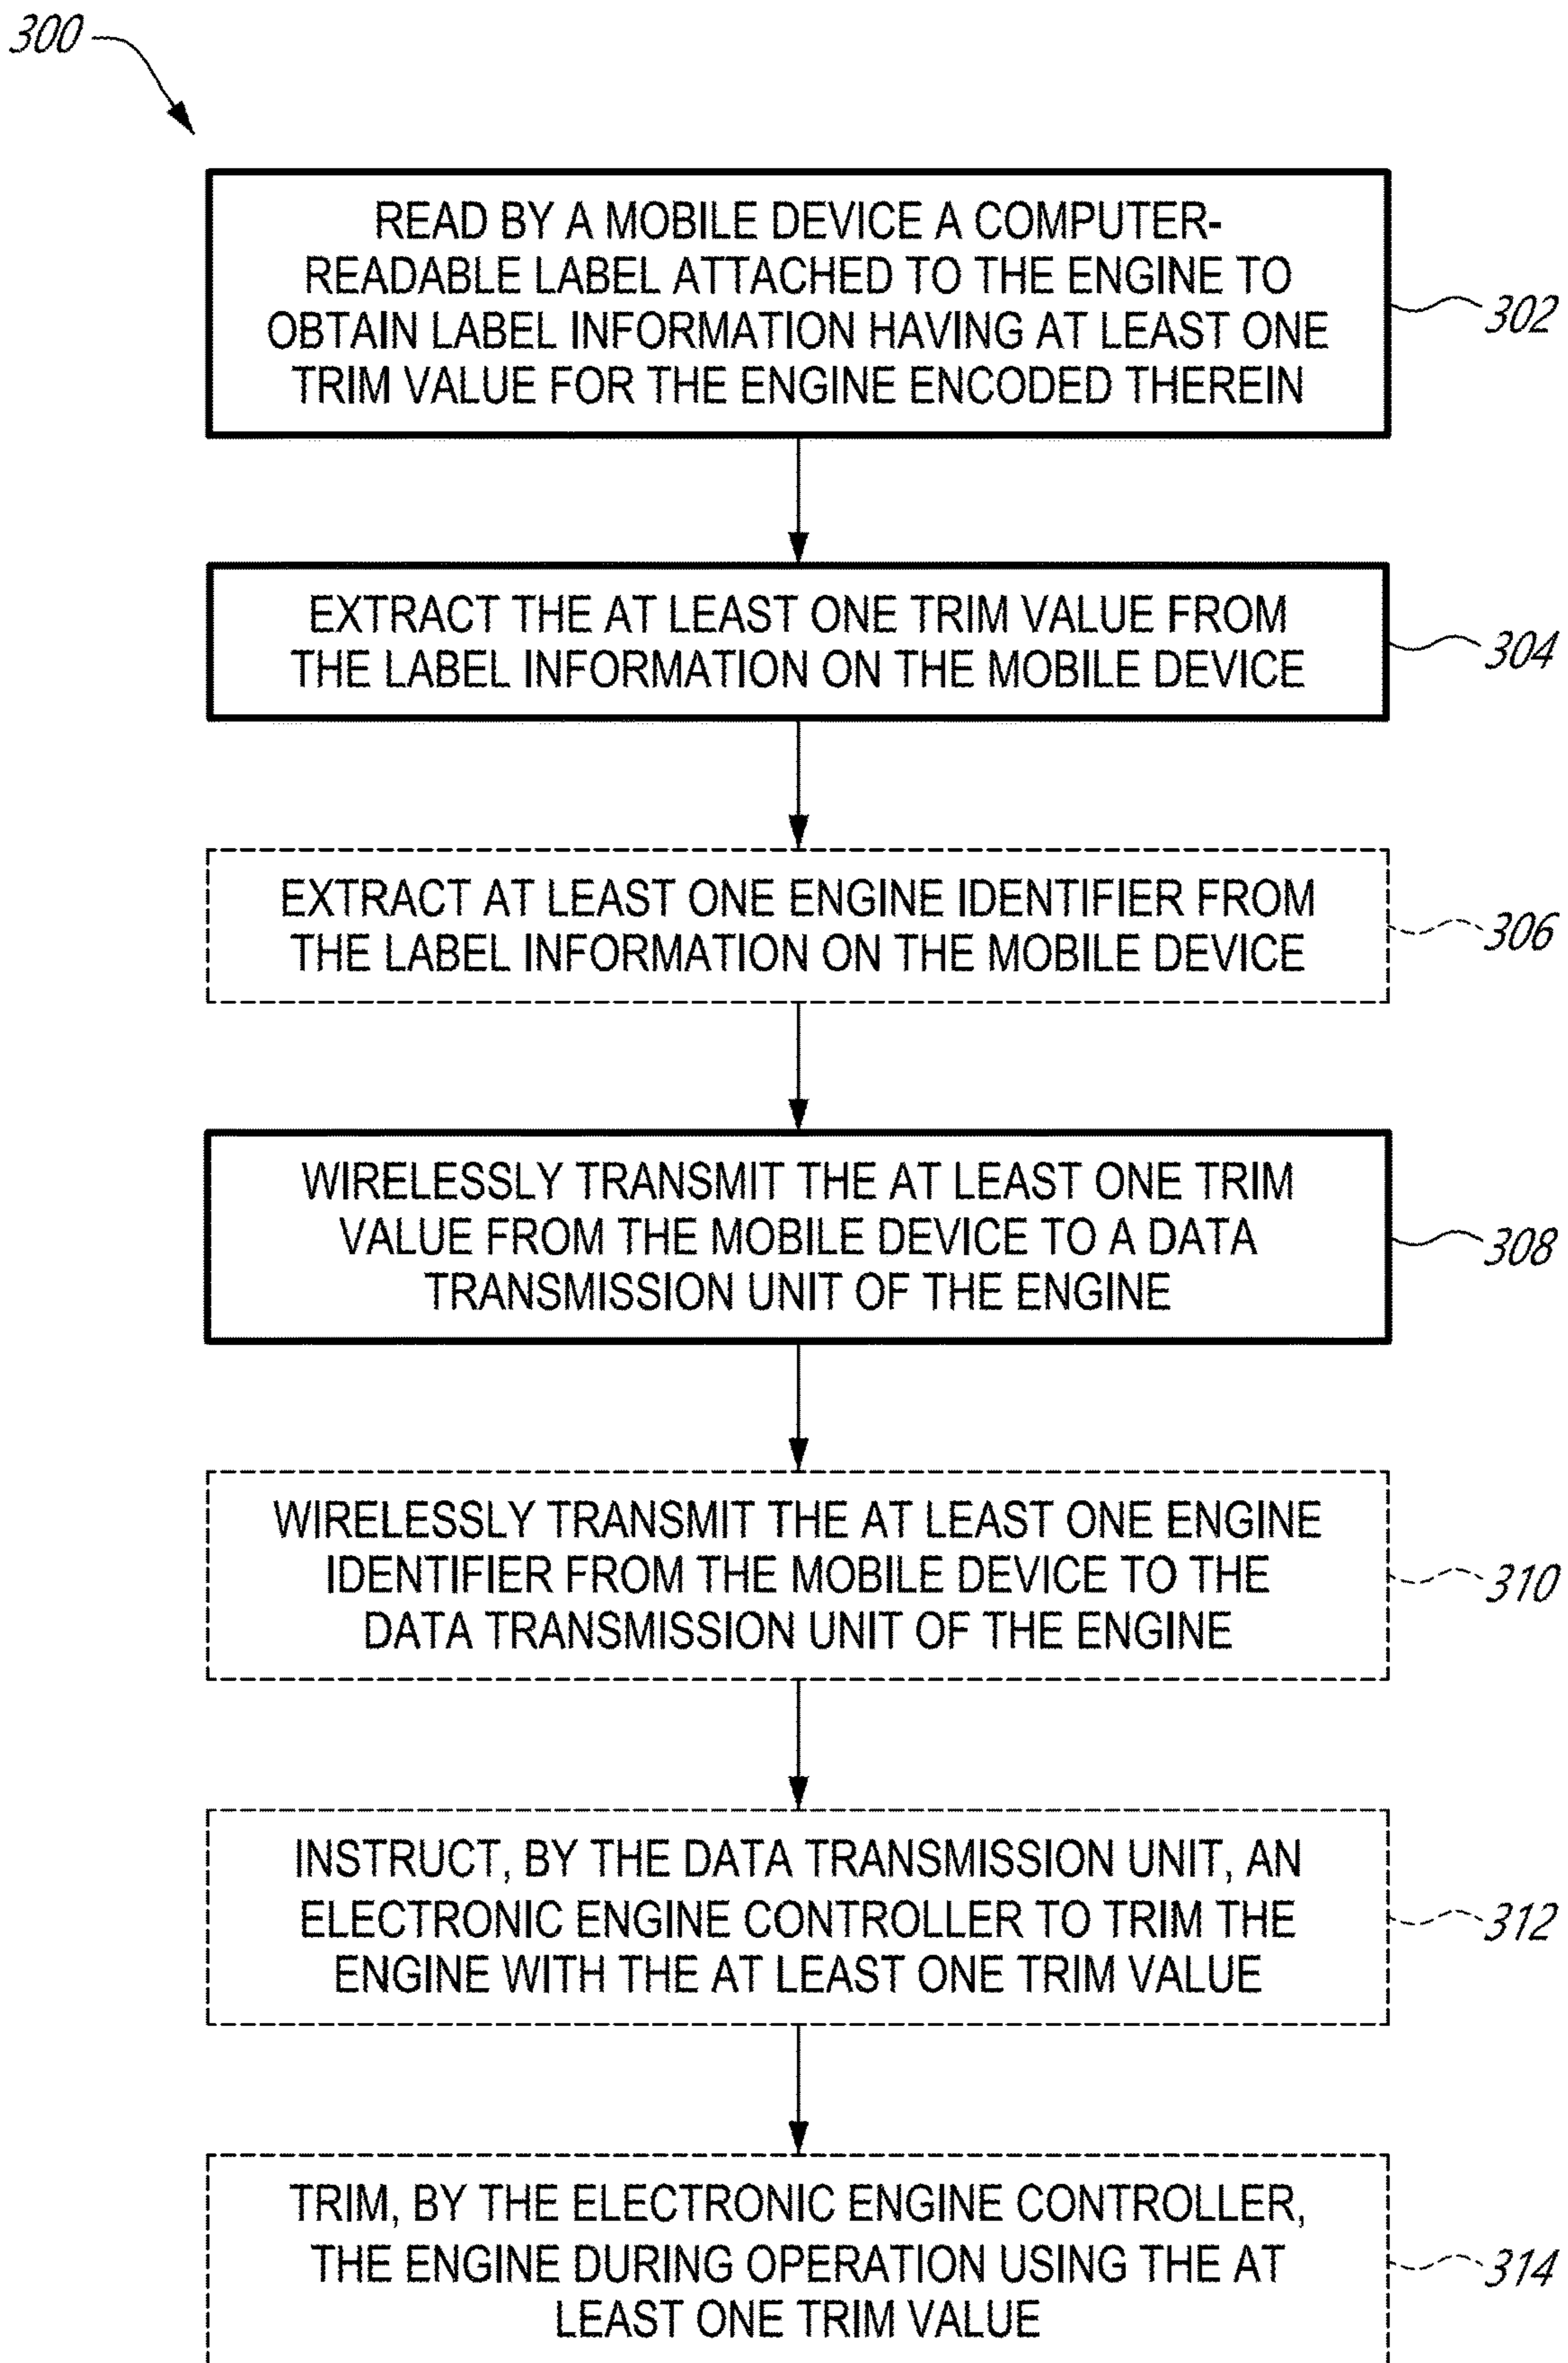 300
READ BY A MOBILE DEVICE A COMPUTER-
READABLE LABEL ATTACHED TO THE ENGINE TO
OBTAIN LABEL INFORMATION HAVING AT LEAST ONE
TRIM VALUE FOR THE ENGINE ENCODED THEREIN
302
EXTRACT THE AT LEAST ONE TRIM VALUE FROM
THE LABEL INFORMATION ON THE MOBILE DEVICE
304
EXTRACT AT LEAST ONE ENGINE IDENTIFIER FROM
THE LABEL INFORMATION ON THE MOBILE DEVICE
306
WIRELESSLY TRANSMIT THE AT LEAST ONE TRIM
VALUE FROM THE MOBILE DEVICE TO A DATA
TRANSMISSION UNIT OF THE ENGINE
308
WIRELESSLY TRANSMIT THE AT LEAST ONE ENGINE
IDENTIFIER FROM THE MOBILE DEVICE TO THE
DATA TRANSMISSION UNIT OF THE ENGINE
310
INSTRUCT, BY THE DATA TRANSMISSION UNIT, AN
ELECTRONIC ENGINE CONTROLLER TO TRIM THE
ENGINE WITH THE AT LEAST ONE TRIM VALUE
312
TRIM, BY THE ELECTRONIC ENGINE CONTROLLER,
THE ENGINE DURING OPERATION USING THE AT
LEAST ONE TRIM VALUE
314